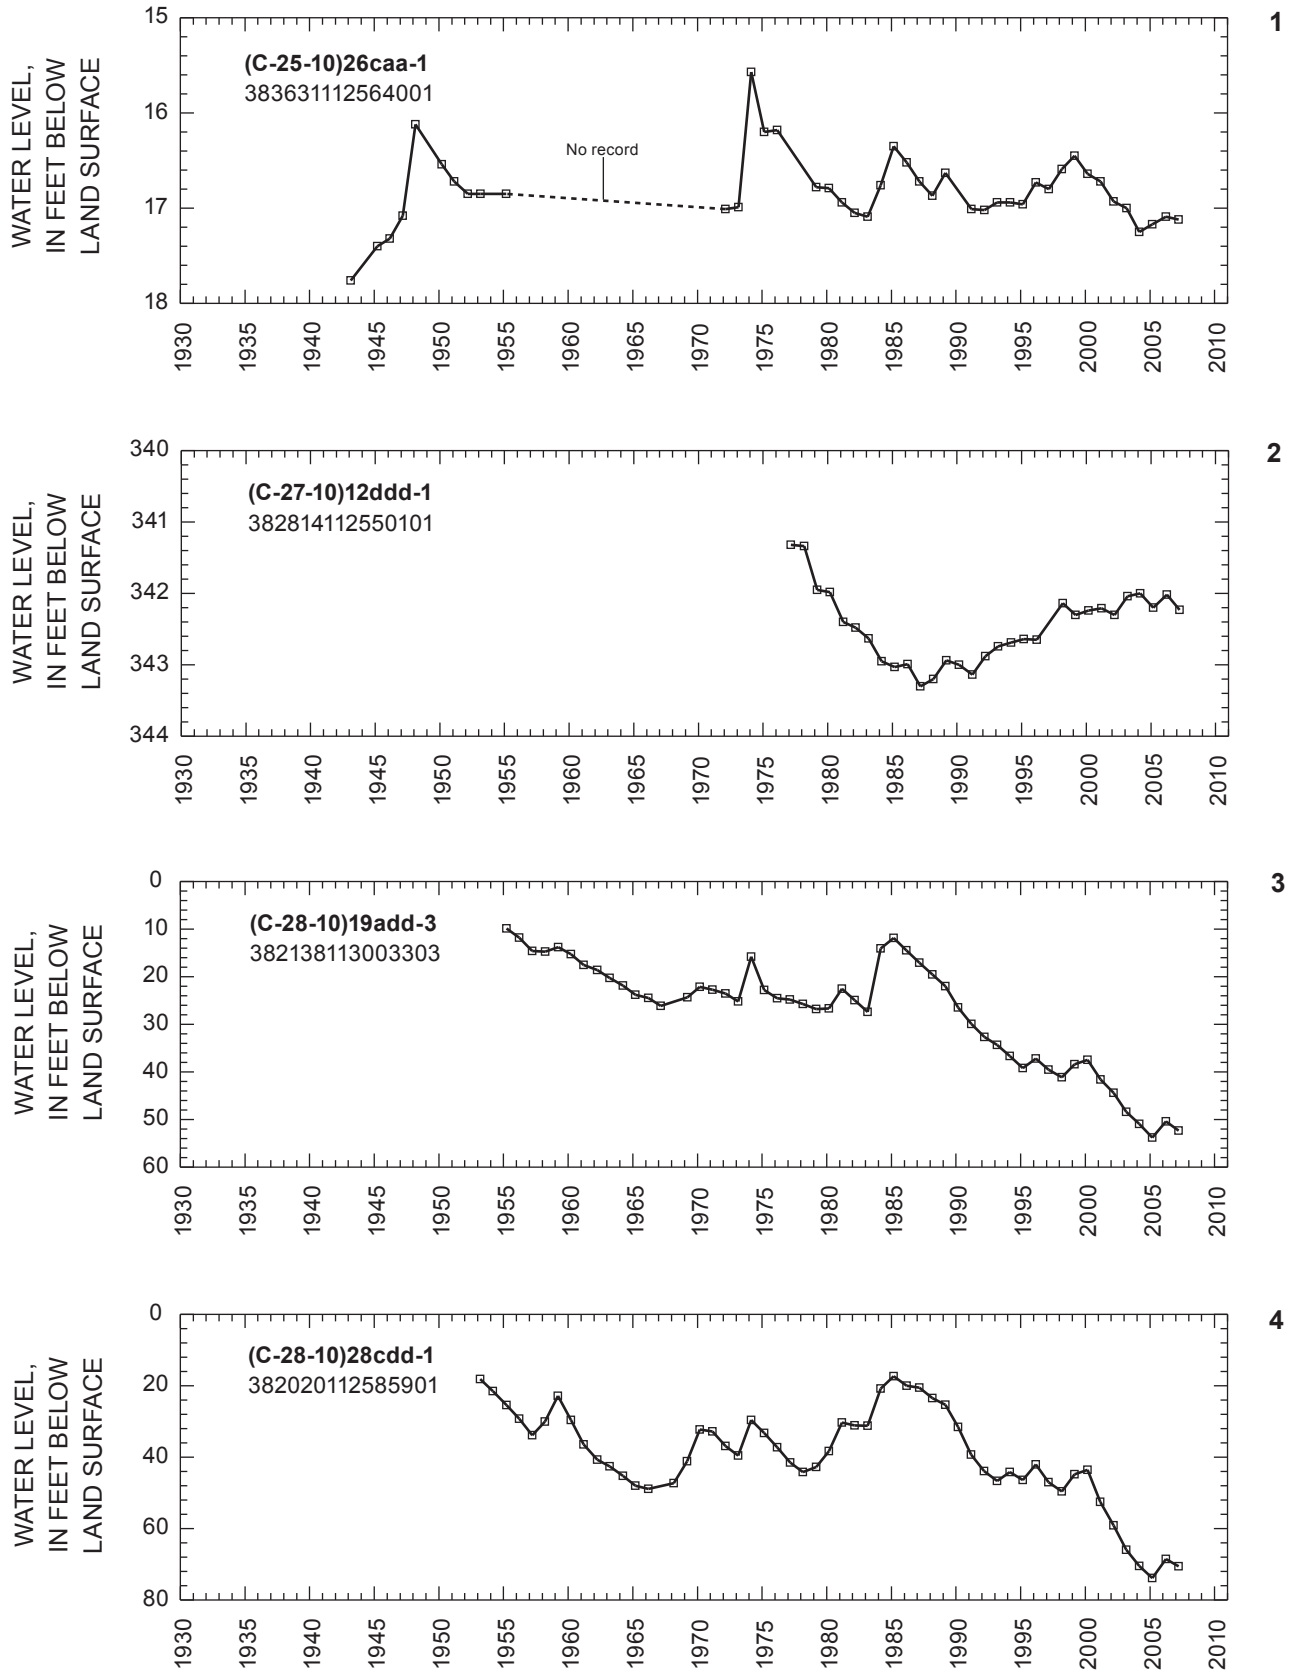 1
WATER LEVEL,
IN FEET BELOW
LAND SURFACE
15
16
17
18
(C-25-10)26caa-1
383631112564001
No record
1930 1935 1940 1945 1950 1955 1960 1965 1970 1975 1980 1985 1990 1995 2000 2005 2010
2
WATER LEVEL,
IN FEET BELOW
LAND SURFACE
340
341
342
343
344
(C-27-10)12ddd-1
382814112550101
1930 1935 1940 1945 1950 1955 1960 1965 1970 1975 1980 1985 1990 1995 2000 2005 2010
3
WATER LEVEL,
IN FEET BELOW
LAND SURFACE
0
10
20
30
40
50
60
(C-28-10)19add-3
382138113003303
1930 1935 1940 1945 1950 1955 1960 1965 1970 1975 1980 1985 1990 1995 2000 2005 2010
4
WATER LEVEL,
IN FEET BELOW
LAND SURFACE
0
20
40
60
80
(C-28-10)28cdd-1
382020112585901
1930 1935 1940 1945 1950 1955 1960 1965 1970 1975 1980 1985 1990 1995 2000 2005 2010